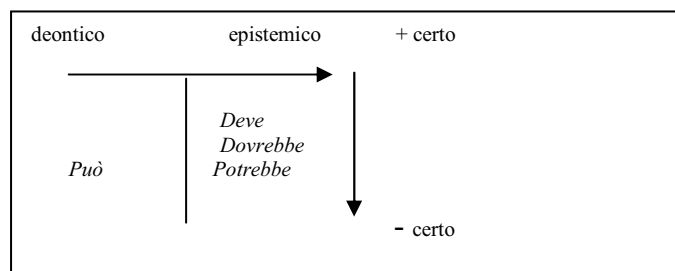 deontico epistemico + certo
Deve
Dovrebbe
Può Potrebbe
- certo